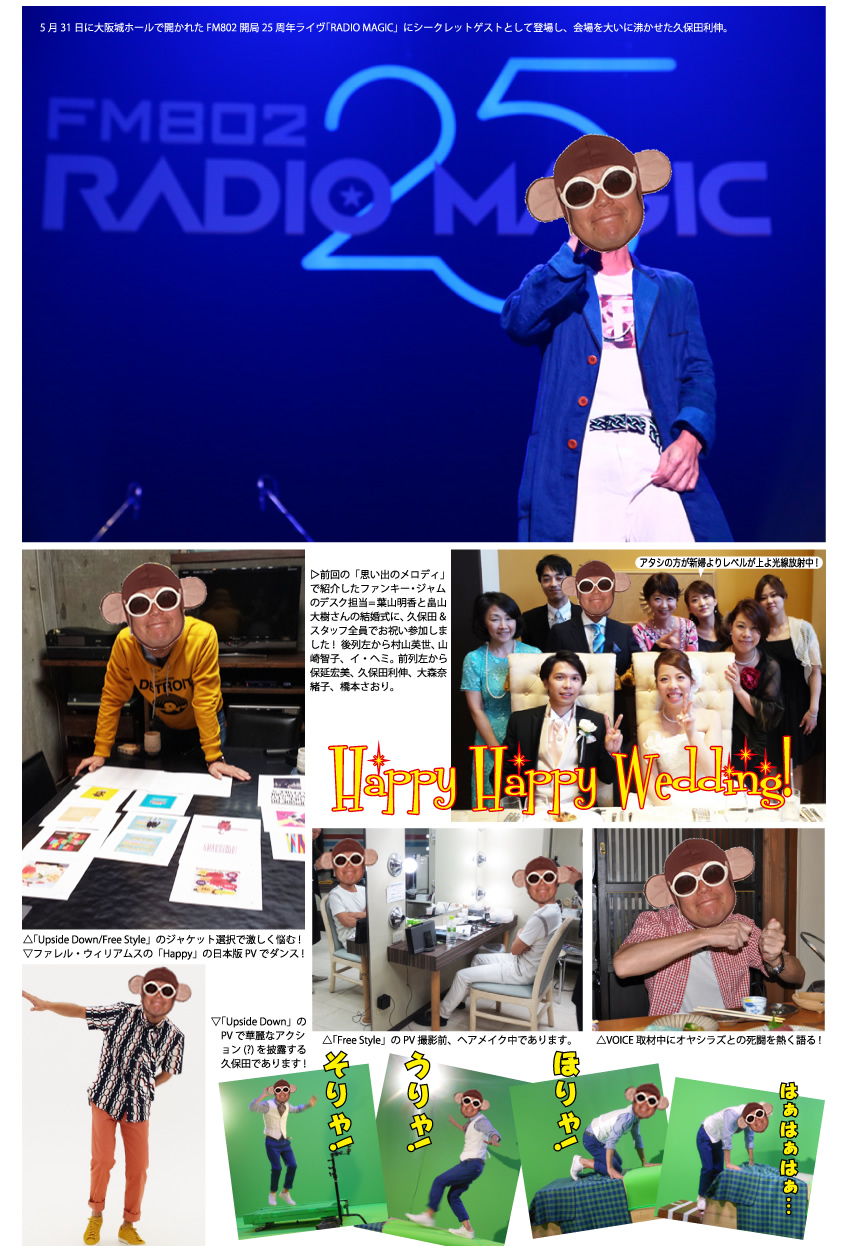 5月31日に大阪城ホールで開かれたFM802開局25周年ライヴ「RADIO MAGIC」にシークレットゲストとして登場し、会場を大いに沸かせた久保田利伸。
FM802
25
RADIO MAGIC
▷前回の「思い出のメロディ」
で紹介したファンキー・ジャム
のデスク担当＝葉山明香と畠山
大樹さんの結婚式に、久保田&
スタッフ全員でお祝い参加しま
した！ 後列左から村山英世、山
崎智子、イ・ヘミ。前列左から
保延宏美、久保田利伸、大森奈
緒子、橋本さおり。
アタシの方が新婦よりレベルが上よ光線放射中！
DETROIT
Happy Happy Wedding!
△「Upside Down/Free Style」のジャケット選択で激しく悩む！
▽ファレル・ウィリアムスの「Happy」の日本版PVでダンス！
△「Free Style」のPV撮影前、ヘアメイク中であります。
△VOICE取材中にオヤシラズとの死闘を熱く語る！
▽「Upside Down」の
PVで華麗なアクシ
ョン(?)を披露する
久保田であります！
そりゃ！
うりゃ！
ほりゃ！
はぁはぁはぁ…